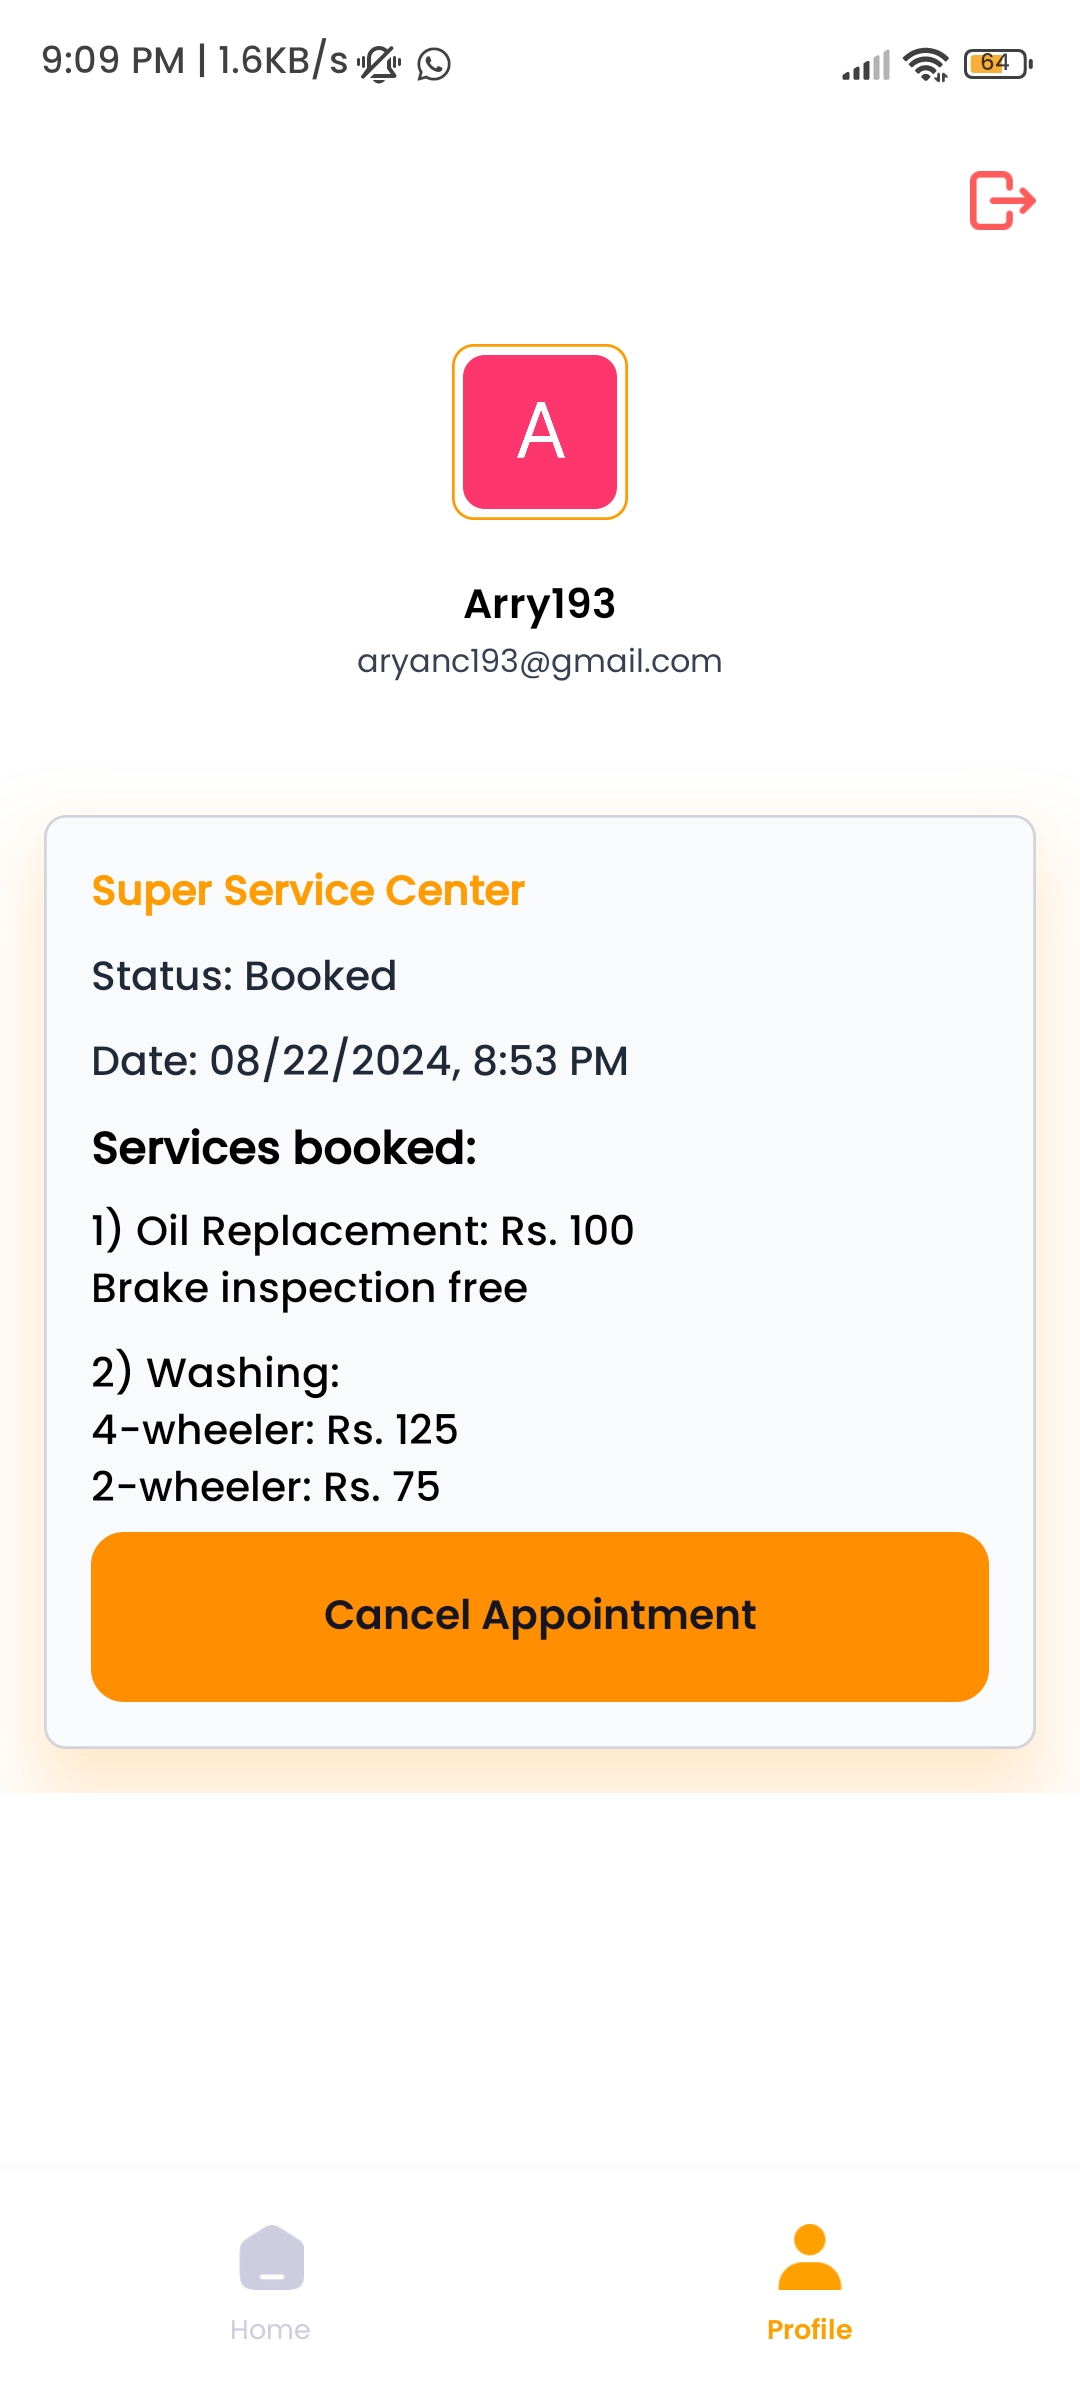 9:09 PM | 1.6KB/s
64
A
Arry193
aryanc193@gmail.com
Super Service Center
Status: Booked
Date: 08/22/2024, 8:53 PM
Services booked:
1) Oil Replacement: Rs. 100
Brake inspection free
2) Washing:
4-wheeler: Rs. 125
2-wheeler: Rs. 75
Cancel Appointment
Home
Profile